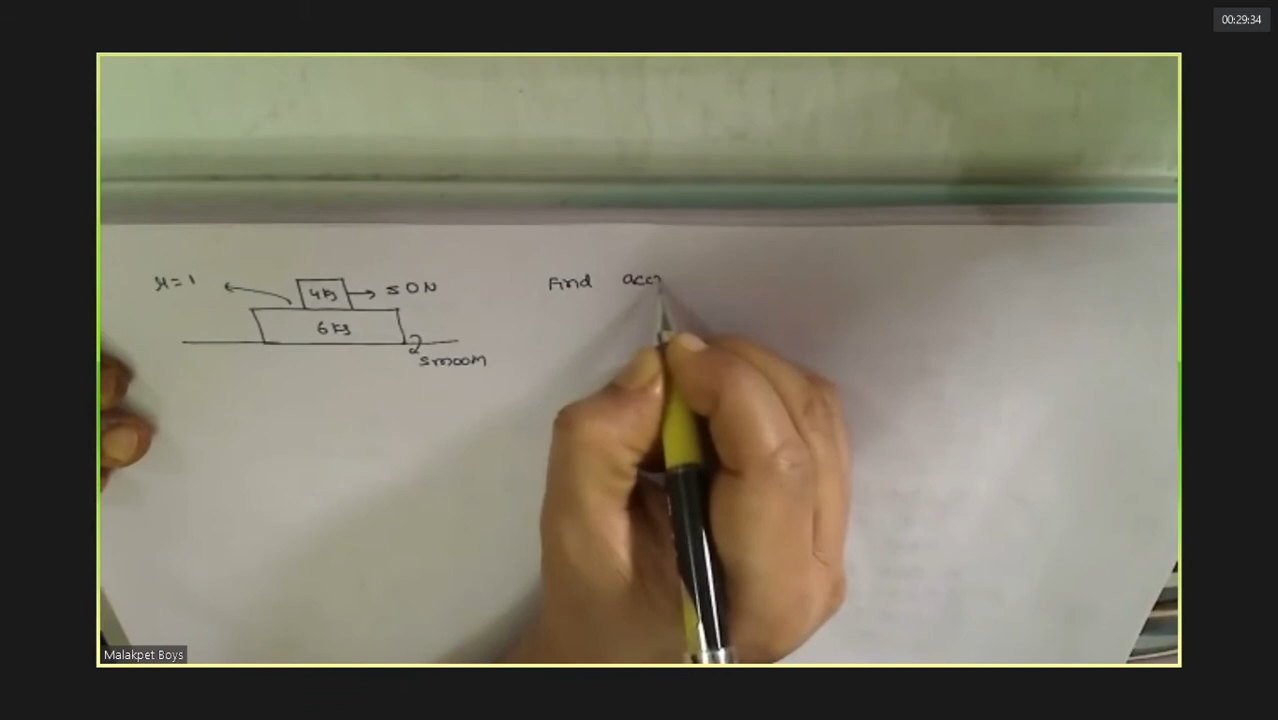 00:29:34
μ=1
4kg
50N
Find acc
6kg
smooth
Malakpet Boys